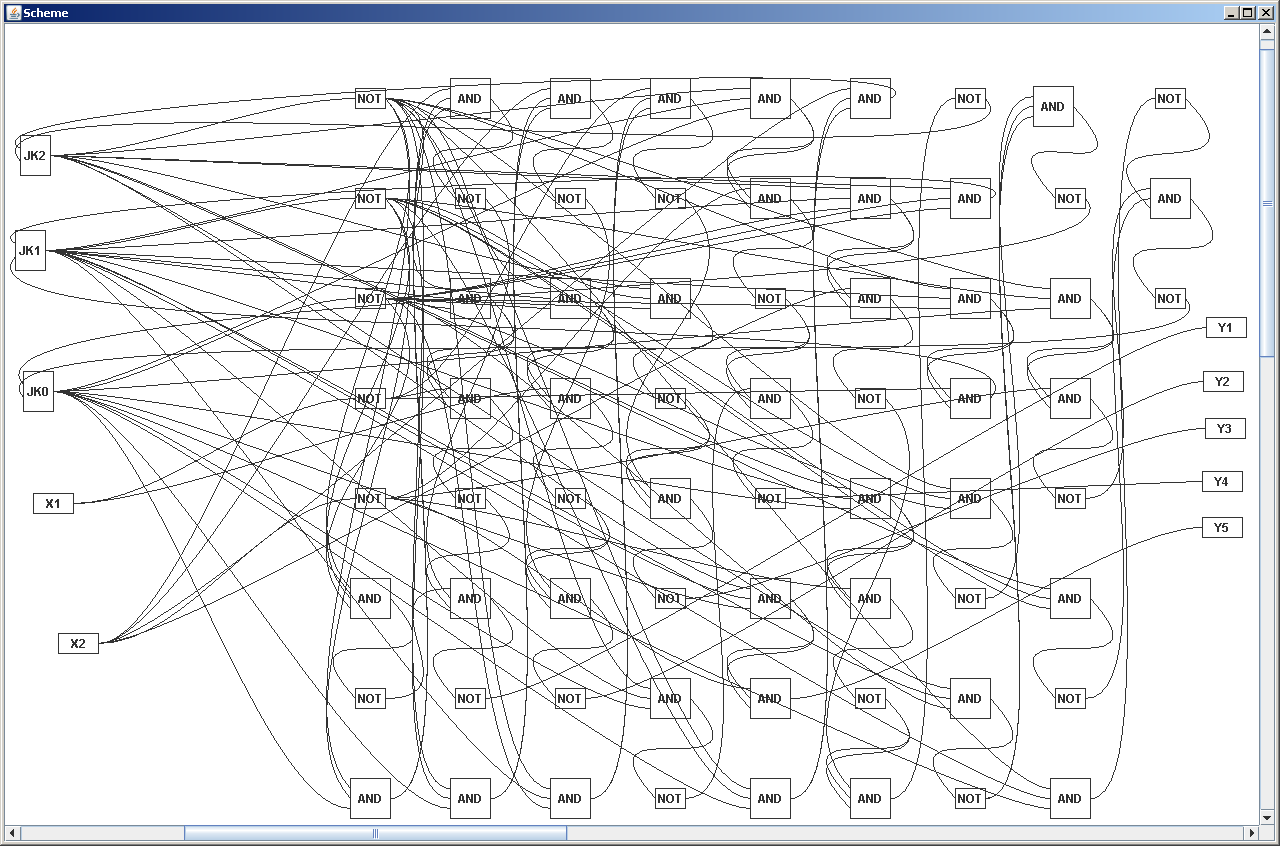 Scheme
NOT AND AND AND AND AND NOT AND NOT
JK2
NOT NOT NOT NOT AND AND AND NOT AND
JK1
NOT AND AND AND NOT AND AND AND NOT
Y1
Y2
JK0
NOT AND AND NOT AND NOT AND AND
Y3
Y4
X1
NOT NOT NOT AND NOT AND AND NOT
Y5
AND AND AND NOT AND AND NOT AND
X2
NOT NOT NOT AND AND NOT AND NOT
AND AND AND NOT AND AND NOT AND